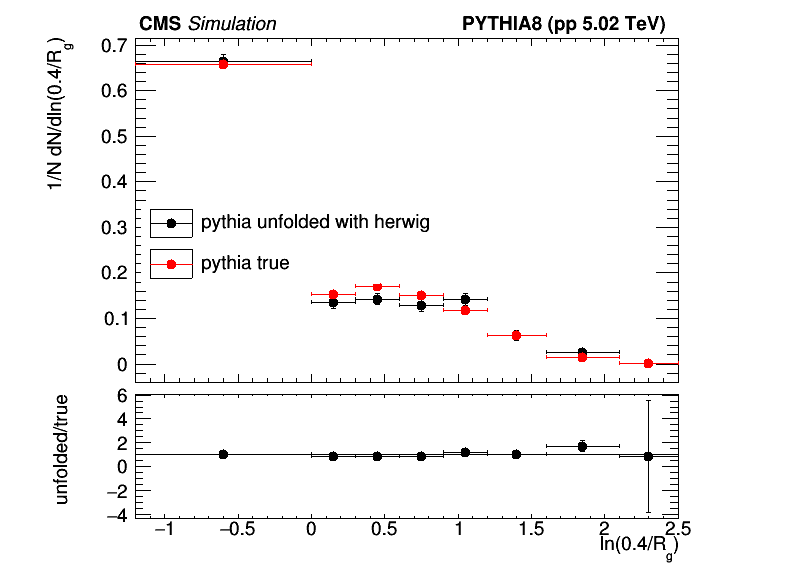 CMS Simulation PYTHIA8 (pp 5.02 TeV)
1/N dN/dln(0.4/R_g)
0.7
0.6
0.5
0.4
0.3
0.2
0.1
0
pythia unfolded with herwig
pythia true
unfolded/true
6
4
2
0
−2
−4
−1 −0.5 0 0.5 1 1.5 2 2.5
ln(0.4/R_g)